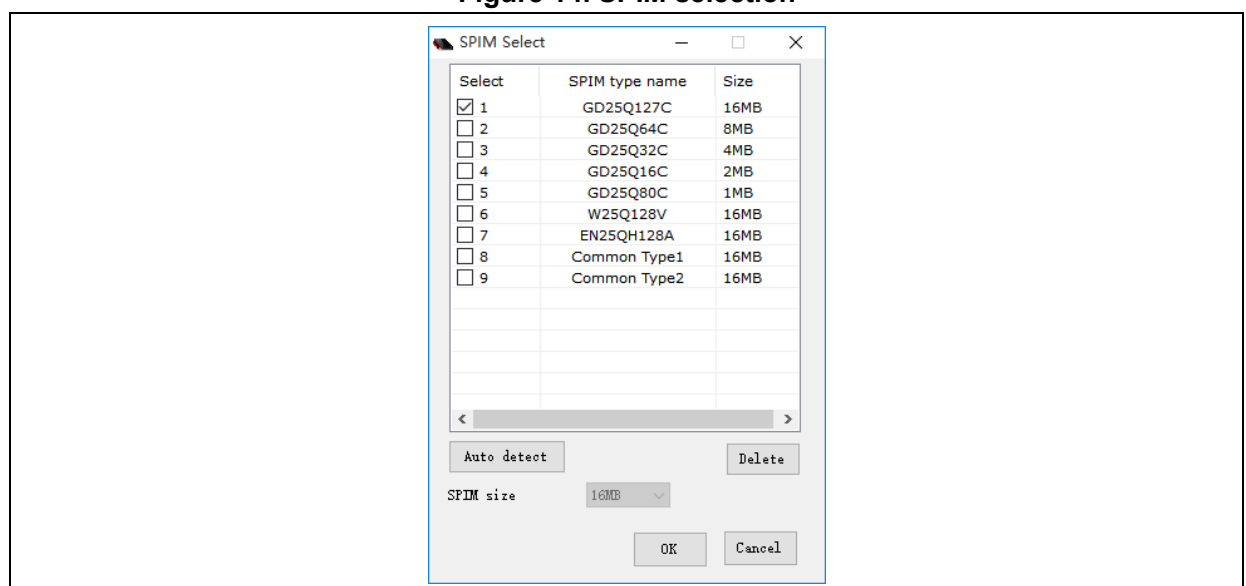 Figure SPIM selection
SPIM Select
Select SPIM type name Size
1 GD25Q127C 16MB
2 GD25Q64C 8MB
3 GD25Q32C 4MB
4 GD25Q16C 2MB
5 GD25Q80C 1MB
6 W25Q128V 16MB
7 EN25QH128A 16MB
8 Common Type1 16MB
9 Common Type2 16MB
Auto detect Delete
SPIM size 16MB
OK Cancel